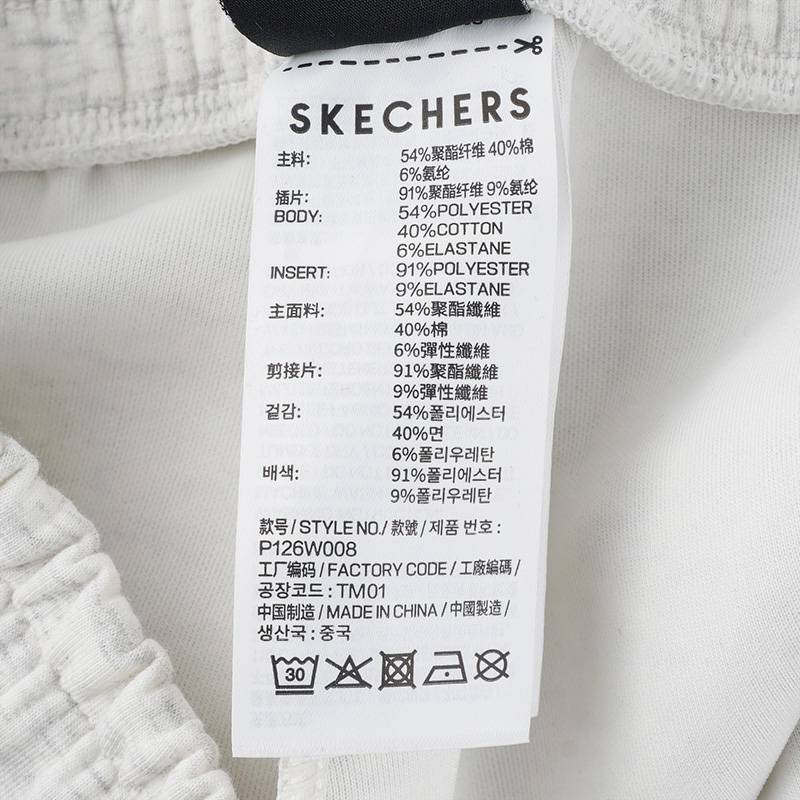 SKECHERS
主料: 54%聚酯纤维 40%棉
6%氨纶
插片: 91%聚酯纤维 9%氨纶
BODY: 54%POLYESTER
40%COTTON
6%ELASTANE
INSERT: 91%POLYESTER
9%ELASTANE
主面料: 54%聚酯纖維
40%棉
6%彈性纖維
剪接片: 91%聚酯纖維
9%彈性纖維
겉감: 54%폴리에스터
40%면
6%폴리우레탄
배색: 91%폴리에스터
9%폴리우레탄
款号 / STYLE NO./ 款號 / 제품 번호 :
P126W008
工厂编码 / FACTORY CODE / 工廠編碼 /
공장코드 : TM01
中国制造 / MADE IN CHINA / 中國製造 /
생산국 : 중국
30